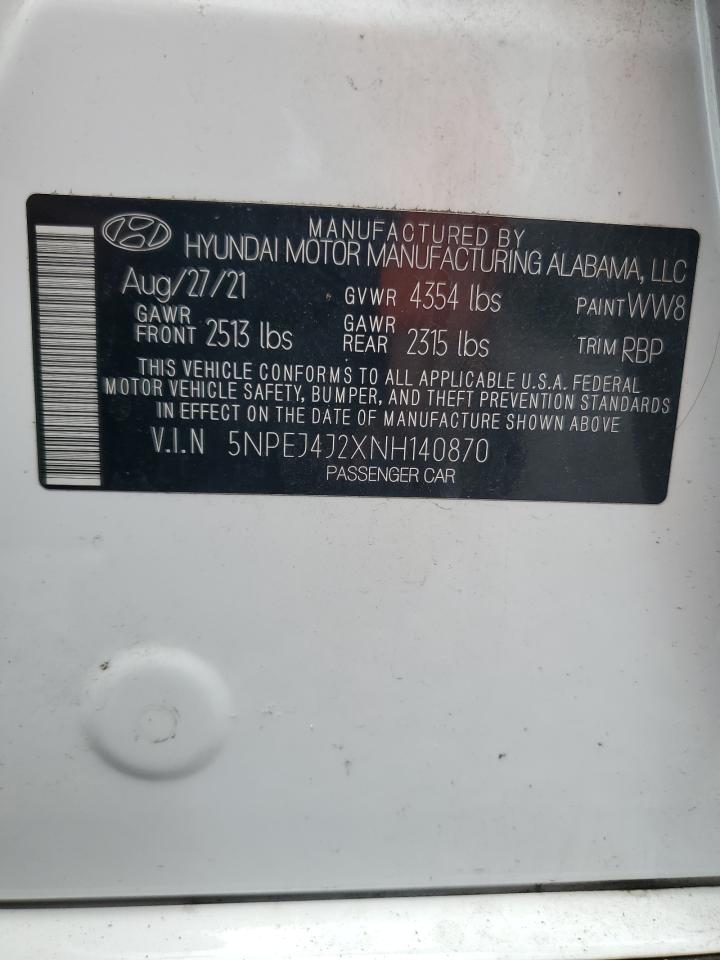 MANUFACTURED BY
HYUNDAI MOTOR MANUFACTURING ALABAMA, LLC
Aug/27/21 GVWR 4354 lbs PAINT WW8
GAWR FRONT 2513 lbs GAWR REAR 2315 lbs TRIM RBP
THIS VEHICLE CONFORMS TO ALL APPLICABLE U.S.A. FEDERAL
MOTOR VEHICLE SAFETY, BUMPER, AND THEFT PREVENTION STANDARDS
IN EFFECT ON THE DATE OF MANUFACTURE SHOWN ABOVE
V.I.N 5NPEJ4J2XNH140870
PASSENGER CAR